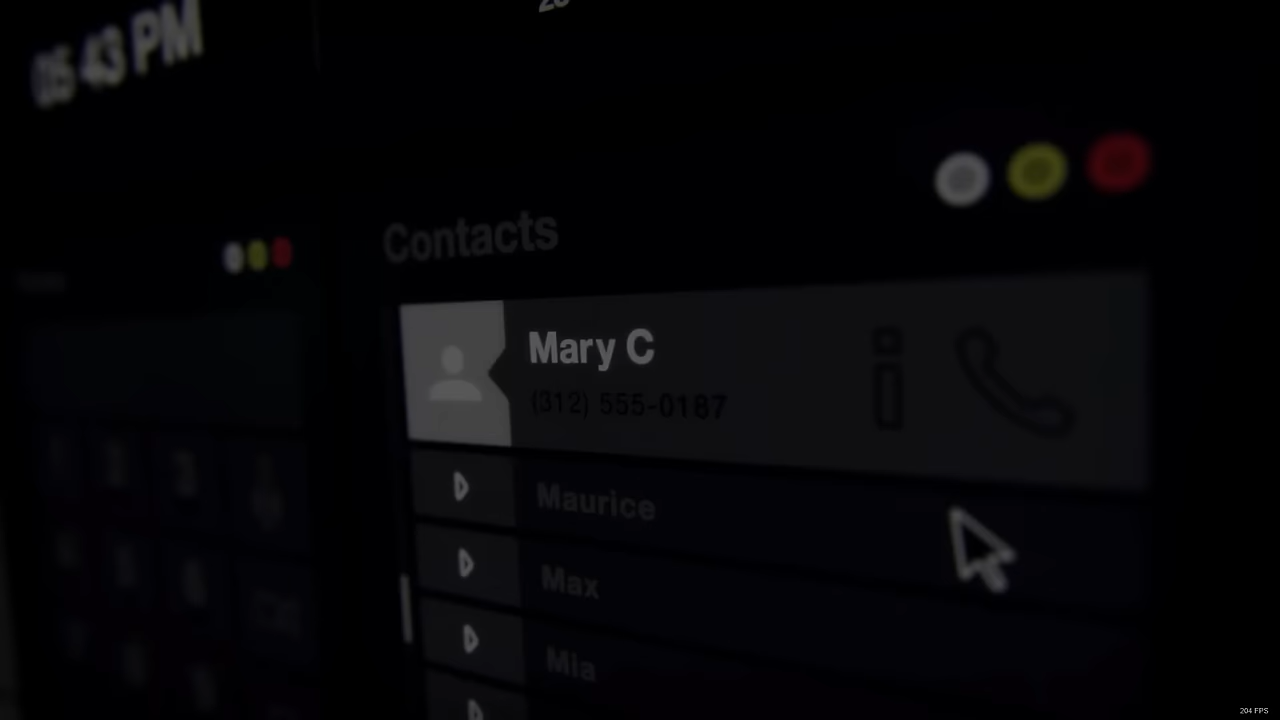 05 43 PM
Contacts
Mary C
(312) 555-0187
Maurice
Max
Mia
204 FPS